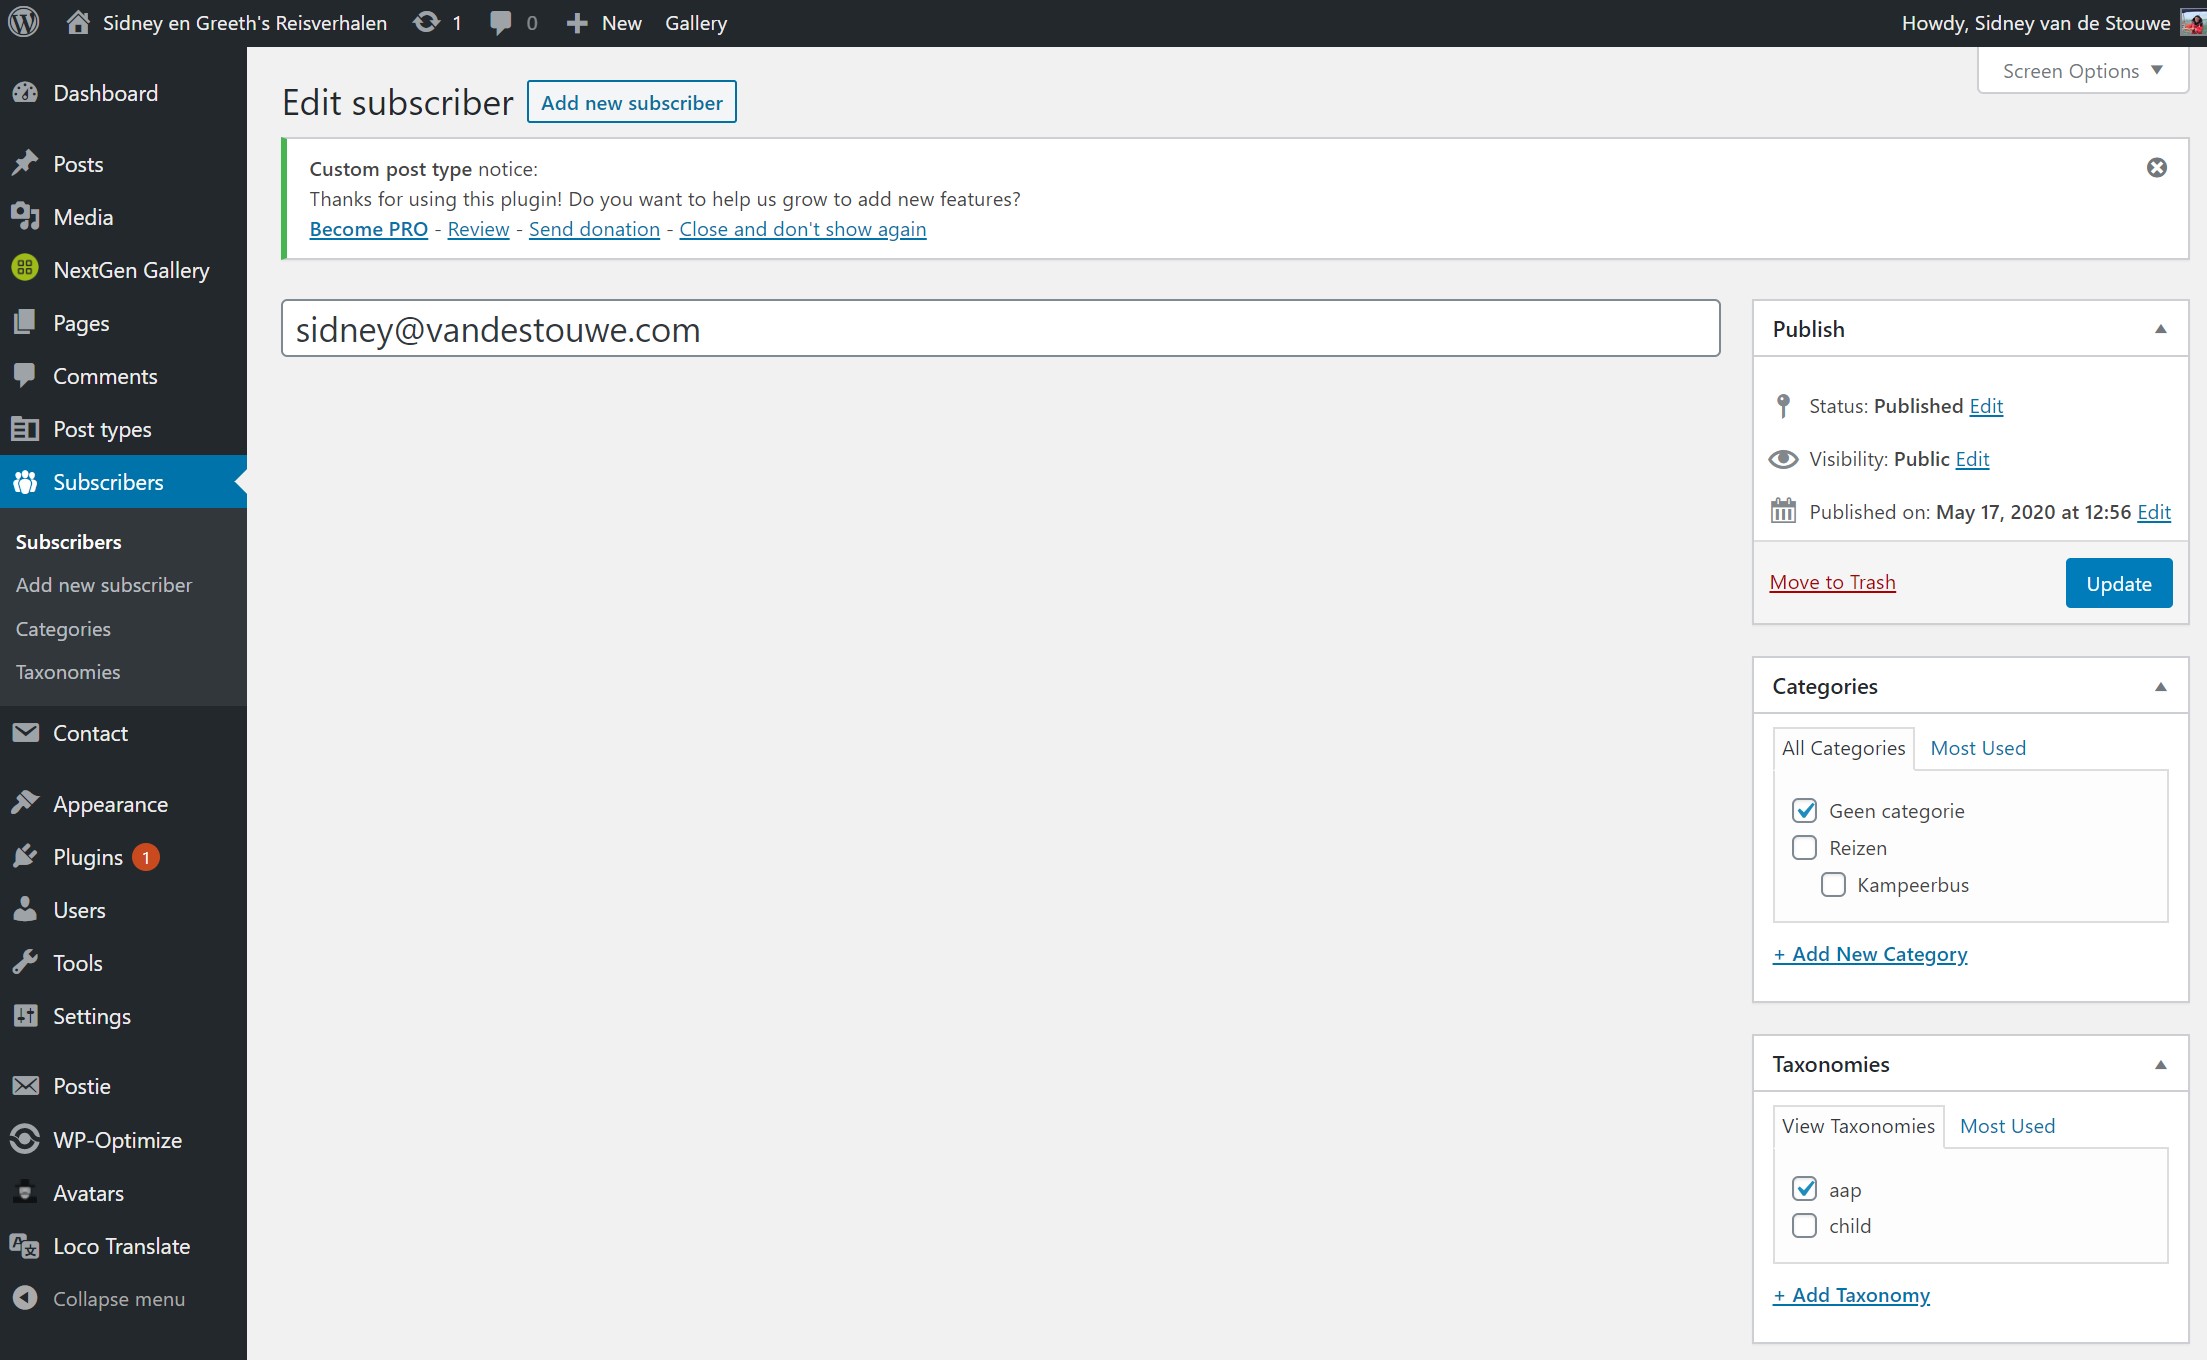 Sidney en Greeth's Reisverhalen 1 0 New Gallery Howdy, Sidney van de Stouwe
Screen Options
Dashboard
Posts
Media
NextGen Gallery
Pages
Comments
Post types
Subscribers
Subscribers
Add new subscriber
Categories
Taxonomies
Contact
Appearance
Plugins 1
Users
Tools
Settings
Postie
WP-Optimize
Avatars
Loco Translate
Collapse menu
Edit subscriber Add new subscriber
Custom post type notice:
Thanks for using this plugin! Do you want to help us grow to add new features?
Become PRO - Review - Send donation - Close and don't show again
sidney@vandestouwe.com
Publish
Status: Published Edit
Visibility: Public Edit
Published on: May 17, 2020 at 12:56 Edit
Move to Trash Update
Categories
All Categories Most Used
Geen categorie
Reizen
Kampeerbus
+ Add New Category
Taxonomies
View Taxonomies Most Used
aap
child
+ Add Taxonomy